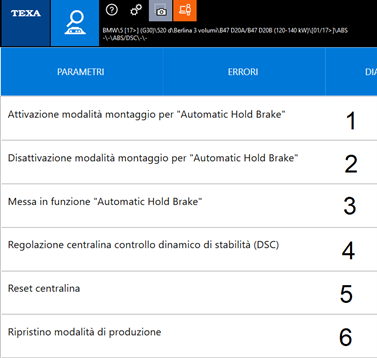 TEXA
BMW\5 [17>] (G30)\520 d\Berlina 3 volumi\B47 D20A/B47 D20B (120-140 kW)\[01/17>]\ABS
-\-\ABS/DSC\-\-
PARAMETRI ERRORI
Attivazione modalità montaggio per "Automatic Hold Brake" 1
Disattivazione modalità montaggio per "Automatic Hold Brake" 2
Messa in funzione "Automatic Hold Brake" 3
Regolazione centralina controllo dinamico di stabilità (DSC) 4
Reset centralina 5
Ripristino modalità di produzione 6